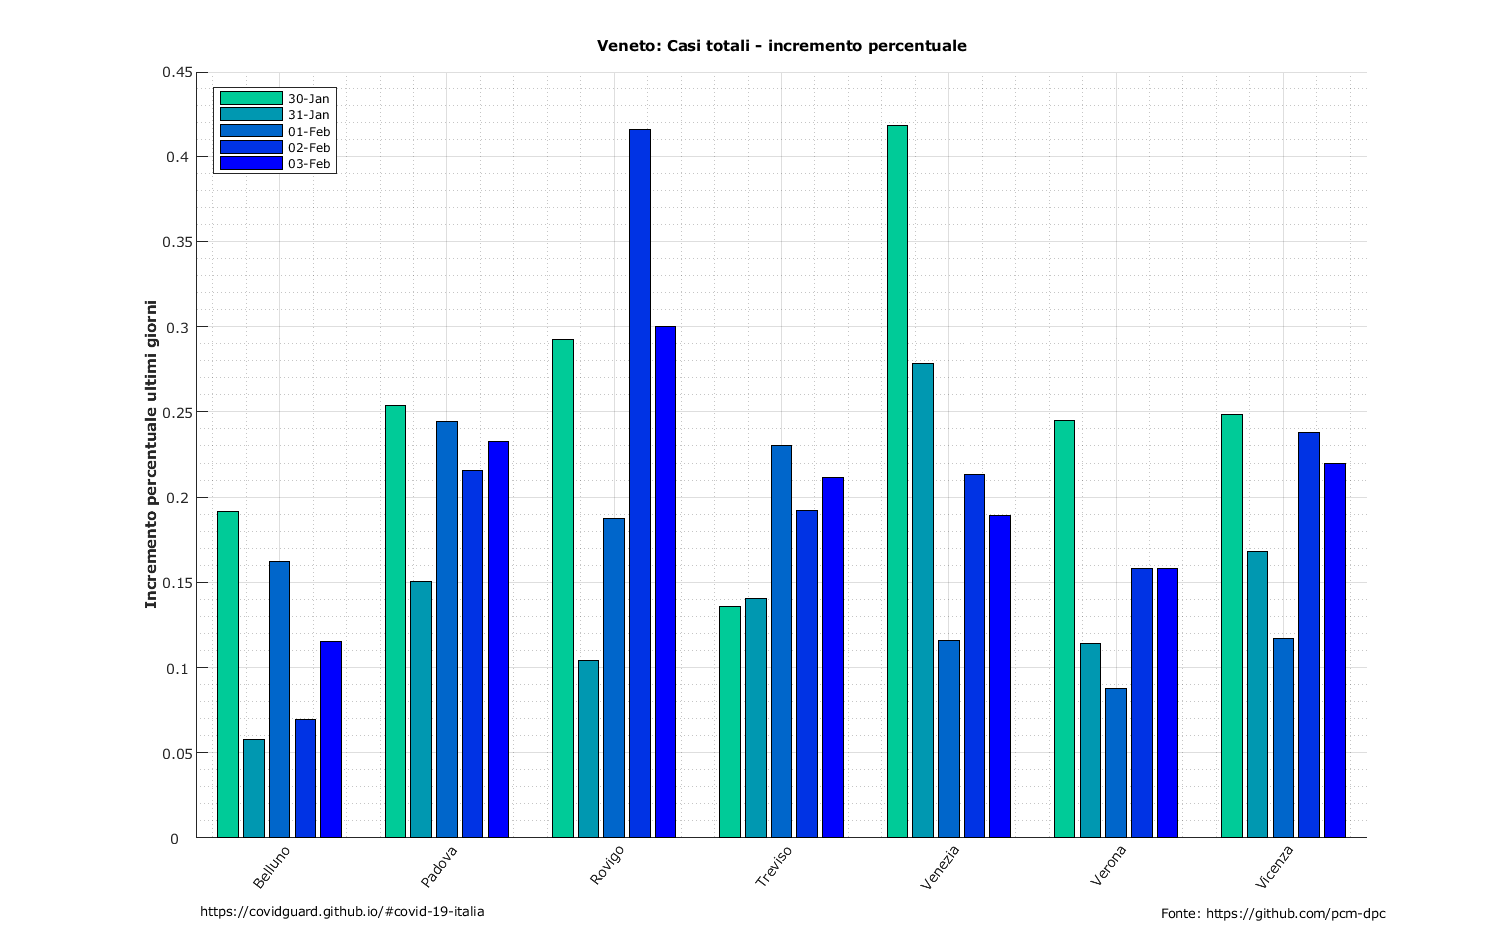 Veneto: Casi totali - incremento percentuale
0.45
0.4
0.35
0.3
0.25
0.2
0.15
0.1
0.05
0
Incremento percentuale ultimi giorni
30-Jan
31-Jan
01-Feb
02-Feb
03-Feb
Belluno
Padova
Rovigo
Treviso
Venezia
Verona
Vicenza
https://covidguard.github.io/#covid-19-italia
Fonte: https://github.com/pcm-dpc